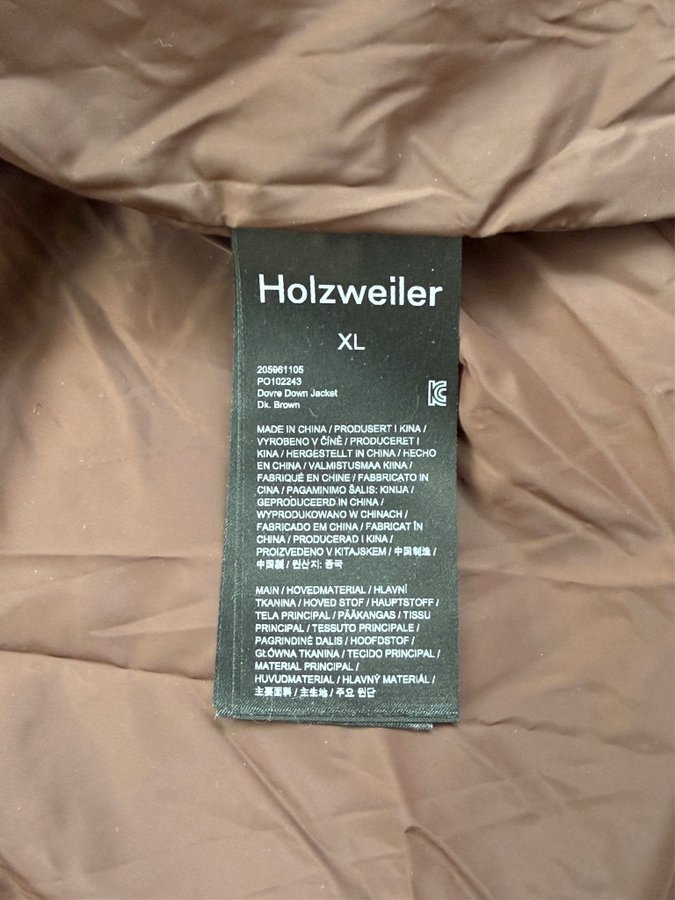 Holzweiler
XL
205961105
PO102243
Dovre Down Jacket
Dk. Brown
MADE IN CHINA / PRODUSERT I KINA /
VYROBENO V ČÍNĚ / PRODUCERET I
KINA / HERGESTELLT IN CHINA / HECHO
EN CHINA / VALMISTUSMAA KIINA /
FABRIQUÉ EN CHINE / FABBRICATO IN
CINA / PAGAMINIMO ŠALIS: KINIJA /
GEPRODUCEERD IN CHINA /
WYPRODUKOWANO W CHINACH /
FABRICADO EM CHINA / FABRICAT ÎN
CHINA / PRODUCERAD I KINA /
PROIZVEDENO V KITAJSKEM / 中国制造 /
中国製 / 원산지: 중국
MAIN / HOVEDMATERIAL / HLAVNÍ
TKANINA / HOVED STOF / HAUPTSTOFF /
TELA PRINCIPAL / PÄÄKANGAS / TISSU
PRINCIPAL / TESSUTO PRINCIPALE /
PAGRINDINĖ DALIS / HOOFDSTOF /
GŁÓWNA TKANINA / TECIDO PRINCIPAL /
MATERIAL PRINCIPAL /
HUVUDMATERIAL / HLAVNÝ MATERIÁL /
主要面料 / 主生地 / 주요 원단